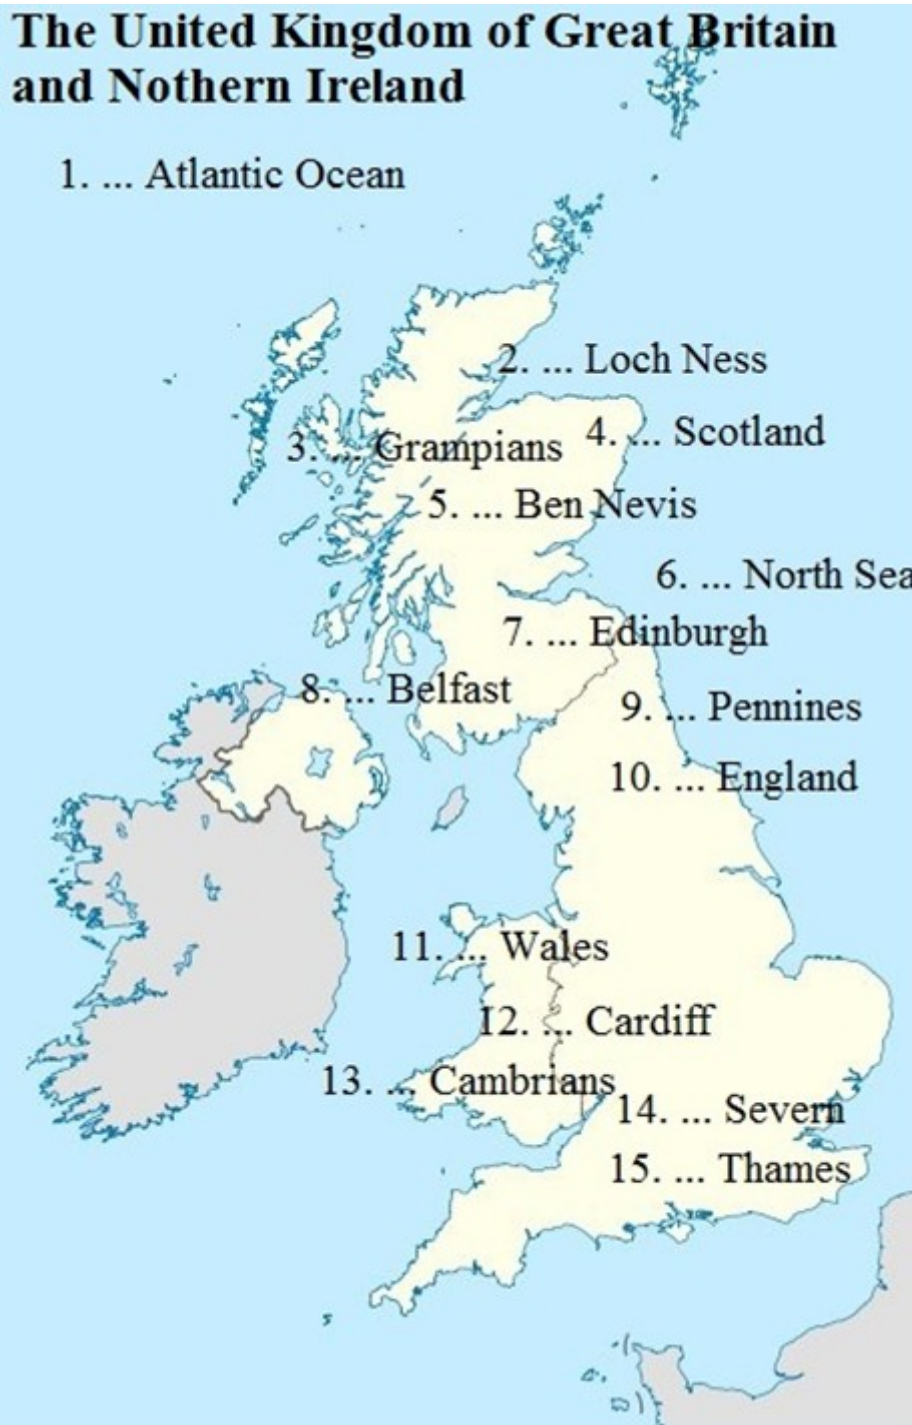 The United Kingdom of Great Britain
and Nothern Ireland
1. ... Atlantic Ocean
2. ... Loch Ness
3. ... Grampians
4. ... Scotland
5. ... Ben Nevis
6. ... North Sea
7. ... Edinburgh
8. ... Belfast
9. ... Pennines
10. ... England
11. ... Wales
12. ... Cardiff
13. ... Cambrians
14. ... Severn
15. ... Thames